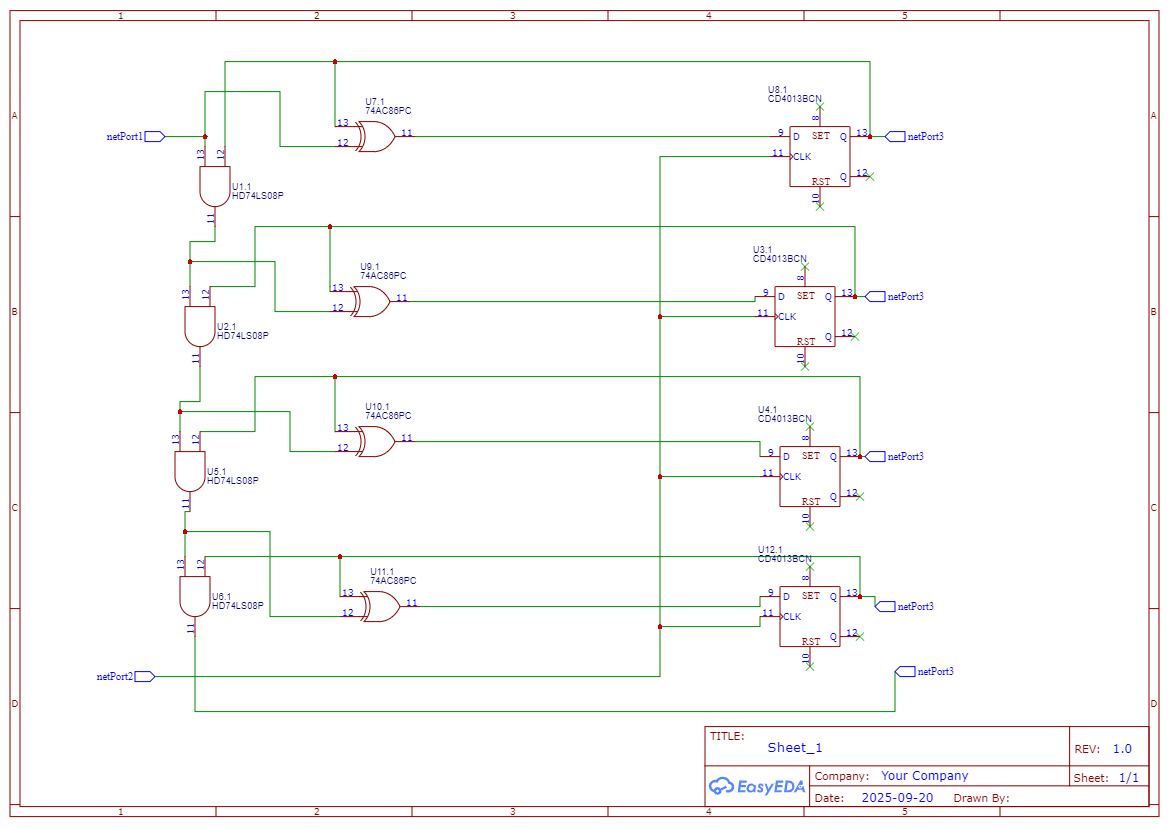 1 2 3 4 5
A A
B B
C C
D D
1 2 3 4 5
netPort1
13
12
U1.1
HD74LS08P
11
U7.1
74AC86PC
13
12
11
U8.1
CD4013BCN
8
9 D SET Q 13
11 CLK
RST Q 12
10
netPort3
13
12
U2.1
HD74LS08P
11
U9.1
74AC86PC
13
12
11
U3.1
CD4013BCN
8
9 D SET Q 13
11 CLK
RST Q 12
10
netPort3
13
12
U5.1
HD74LS08P
11
U10.1
74AC86PC
13
12
11
U4.1
CD4013BCN
8
9 D SET Q 13
11 CLK
RST Q 12
10
netPort3
13
12
U6.1
HD74LS08P
11
U11.1
74AC86PC
13
12
11
U12.1
CD4013BCN
8
9 D SET Q 13
11 CLK
RST Q 12
10
netPort3
netPort2
netPort3
TITLE:
Sheet_1
REV: 1.0
EasyEDA
Company: Your Company
Sheet: 1/1
Date: 2025-09-20 Drawn By: